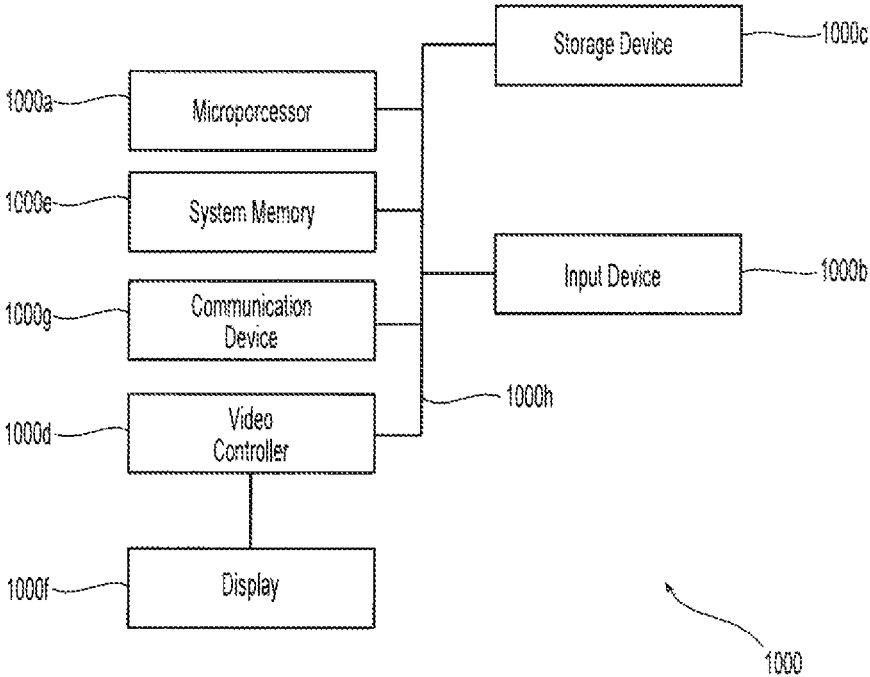 Storage Device
1000c
1000a
Microporcessor
1000e
System Memory
Input Device
1000b
1000g
Communication
Device
1000h
1000d
Video
Controller
1000f
Display
1000